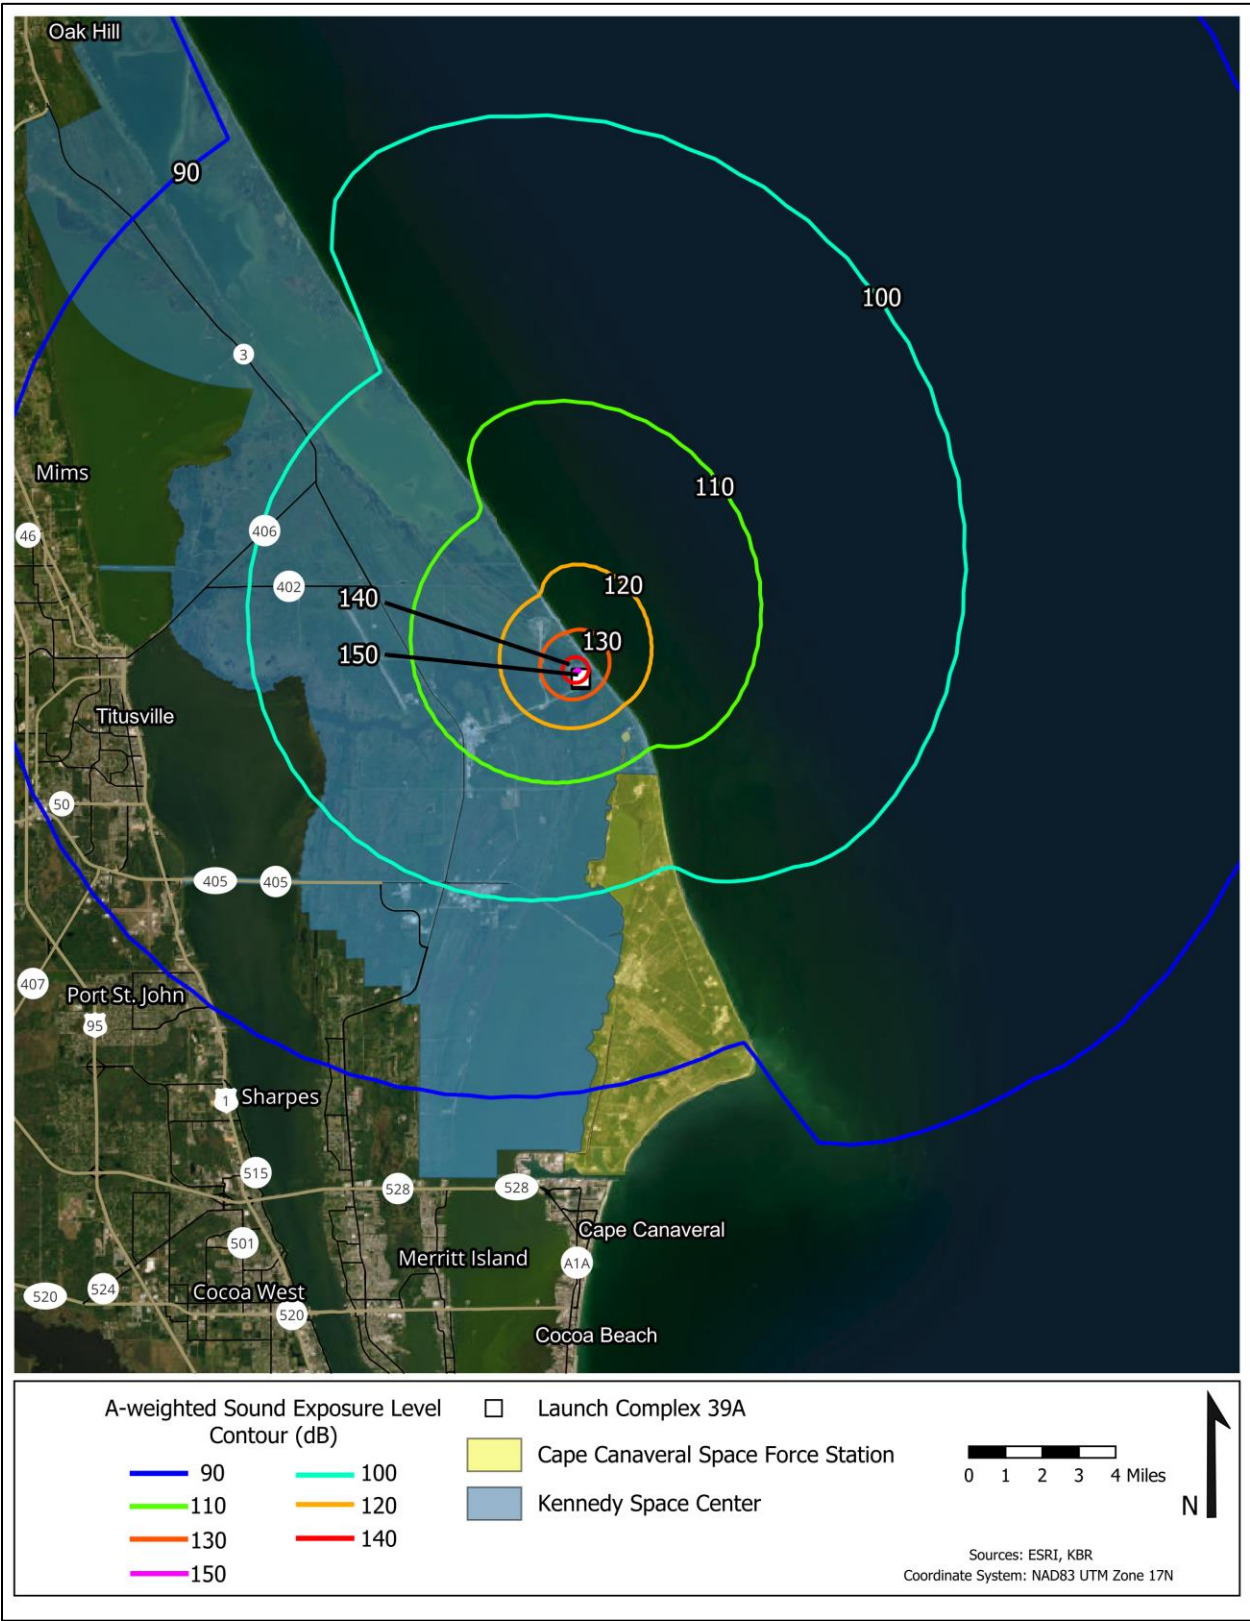 Oak Hill
90
100
3
Mims
110
46
406
402
120
140
130
150
Titusville
50
405
405
407
Port St. John
95
1
Sharpes
515
528
528
Cape Canaveral
501
Merritt Island
A1A
524
Cocoa West
520
520
Cocoa Beach
A-weighted Sound Exposure Level
Contour (dB)
90
100
110
120
130
140
150
Launch Complex 39A
Cape Canaveral Space Force Station
Kennedy Space Center
0 1 2 3 4 Miles
N
Sources: ESRI, KBR
Coordinate System: NAD83 UTM Zone 17N